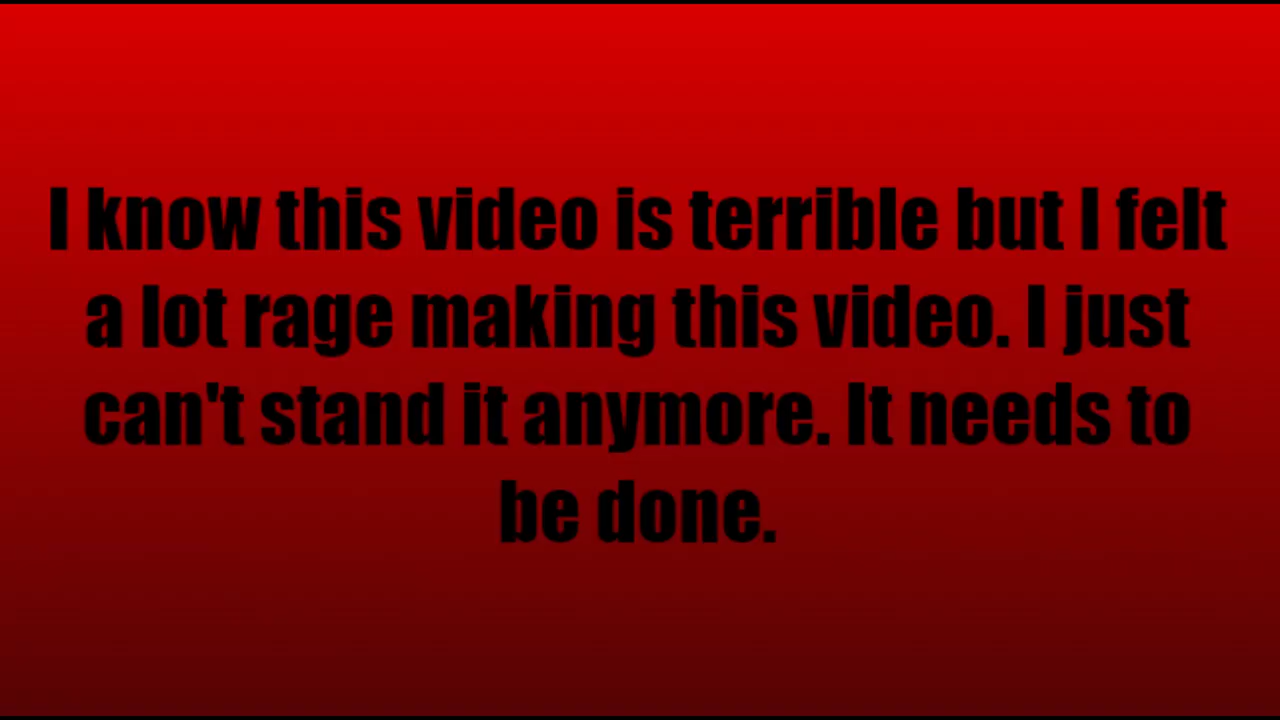 I know this video is terrible but I felt
a lot rage making this video. I just
can't stand it anymore. It needs to
be done.